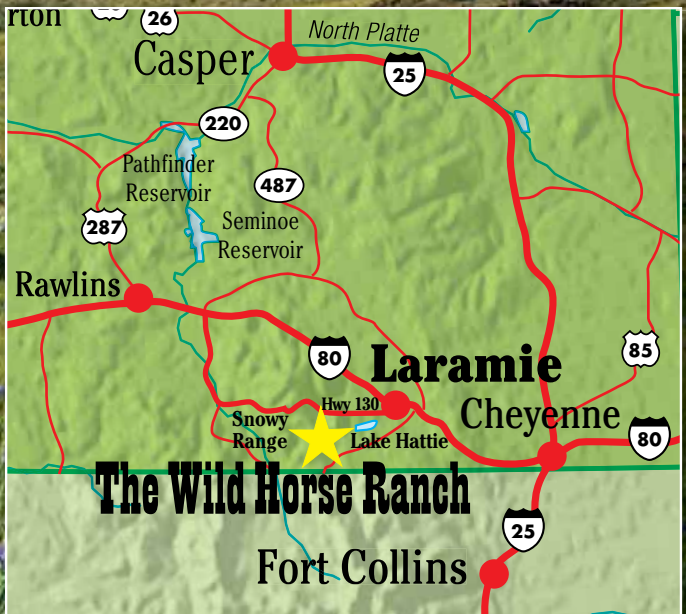 rton
26
North Platte
Casper
25
220
Pathfinder
Reservoir
487
287
Seminoe
Reservoir
Rawlins
80
Laramie
85
Hwy 130
Cheyenne
Snowy
Range
Lake Hattie
80
The Wild Horse Ranch
25
Fort Collins